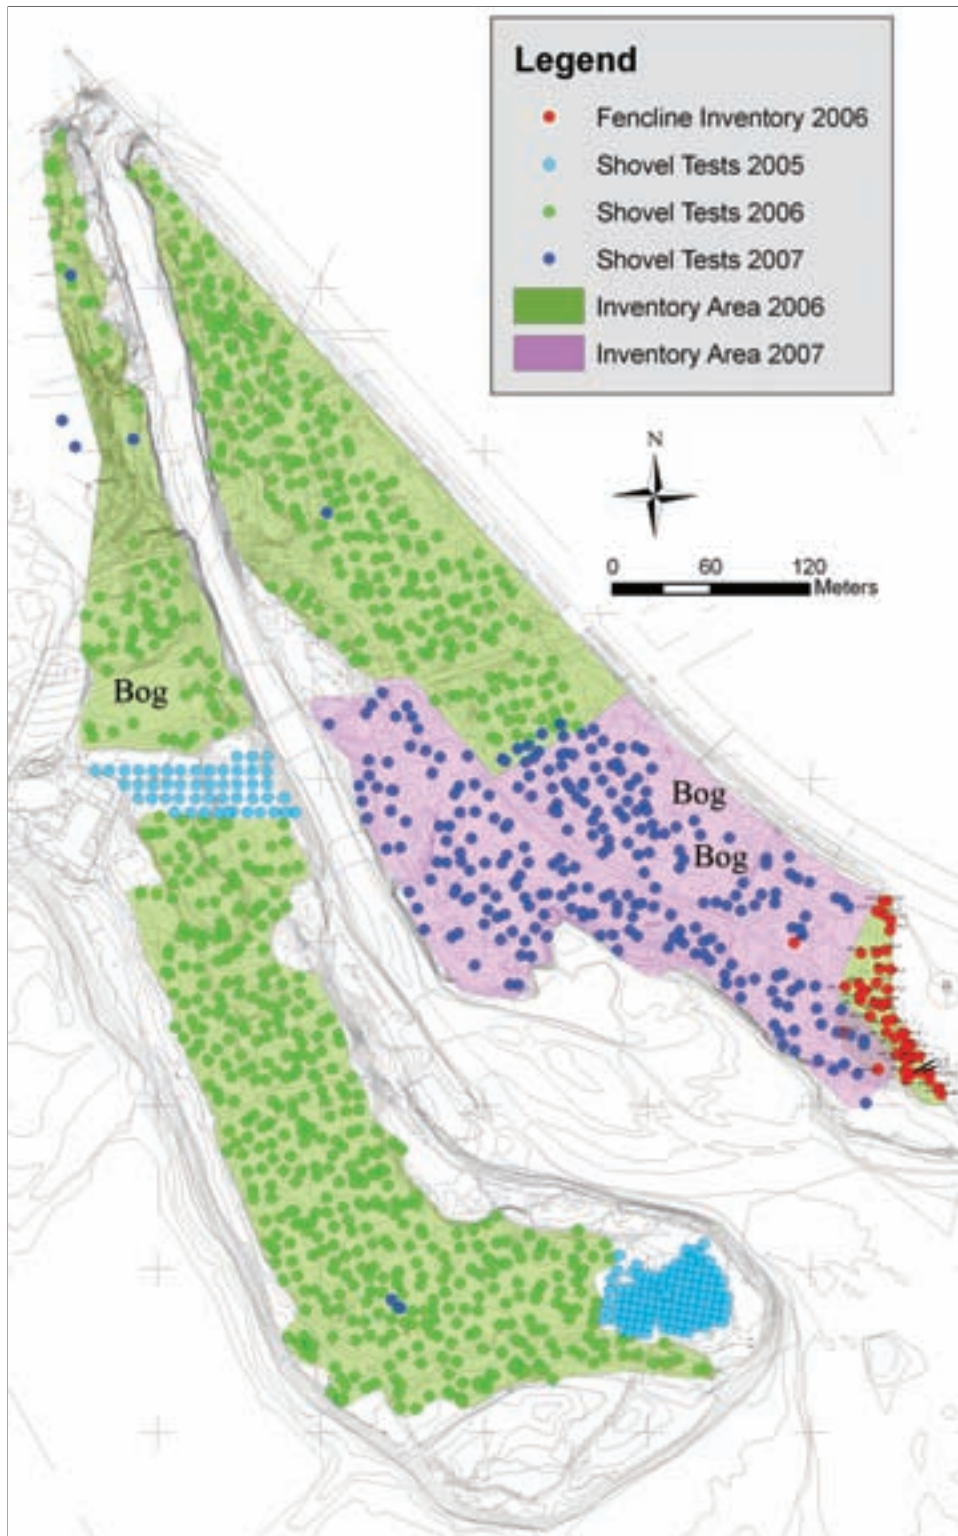 Legend
Fencline Inventory 2006
Shovel Tests 2005
Shovel Tests 2006
Shovel Tests 2007
Inventory Area 2006
Inventory Area 2007
N
0 60 120
Meters
Bog
Bog
Bog